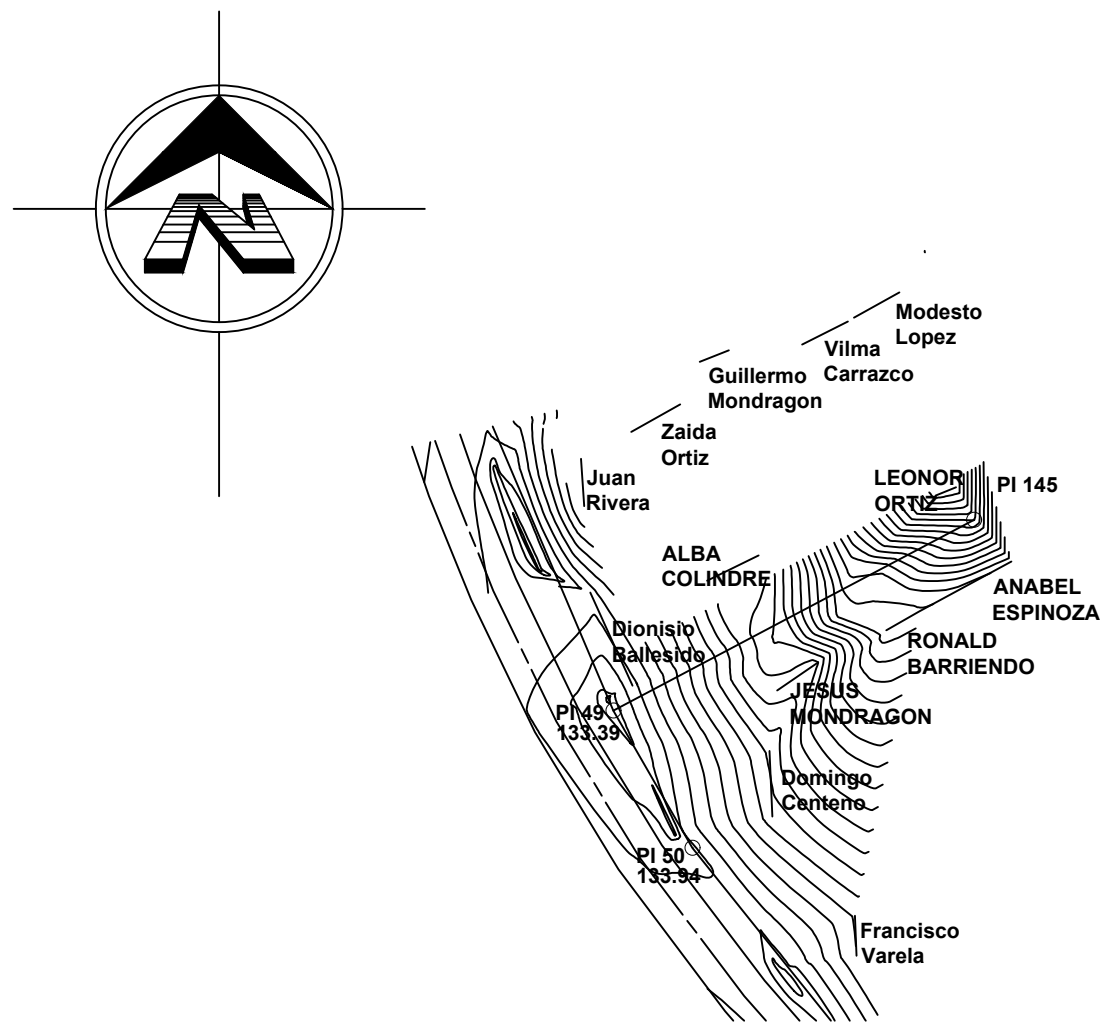 N
Modesto
Lopez
Vilma
Carrazco
Guillermo
Mondragon
Zaida
Ortiz
Juan
Rivera
LEONOR
ORTIZ
PI 145
ALBA
COLINDRE
ANABEL
ESPINOZA
Dionisio
Ballesido
RONALD
BARRIENDO
JESUS
MONDRAGON
PI 49
133.39
Domingo
Centeno
PI 50
133.94
Francisco
Varela